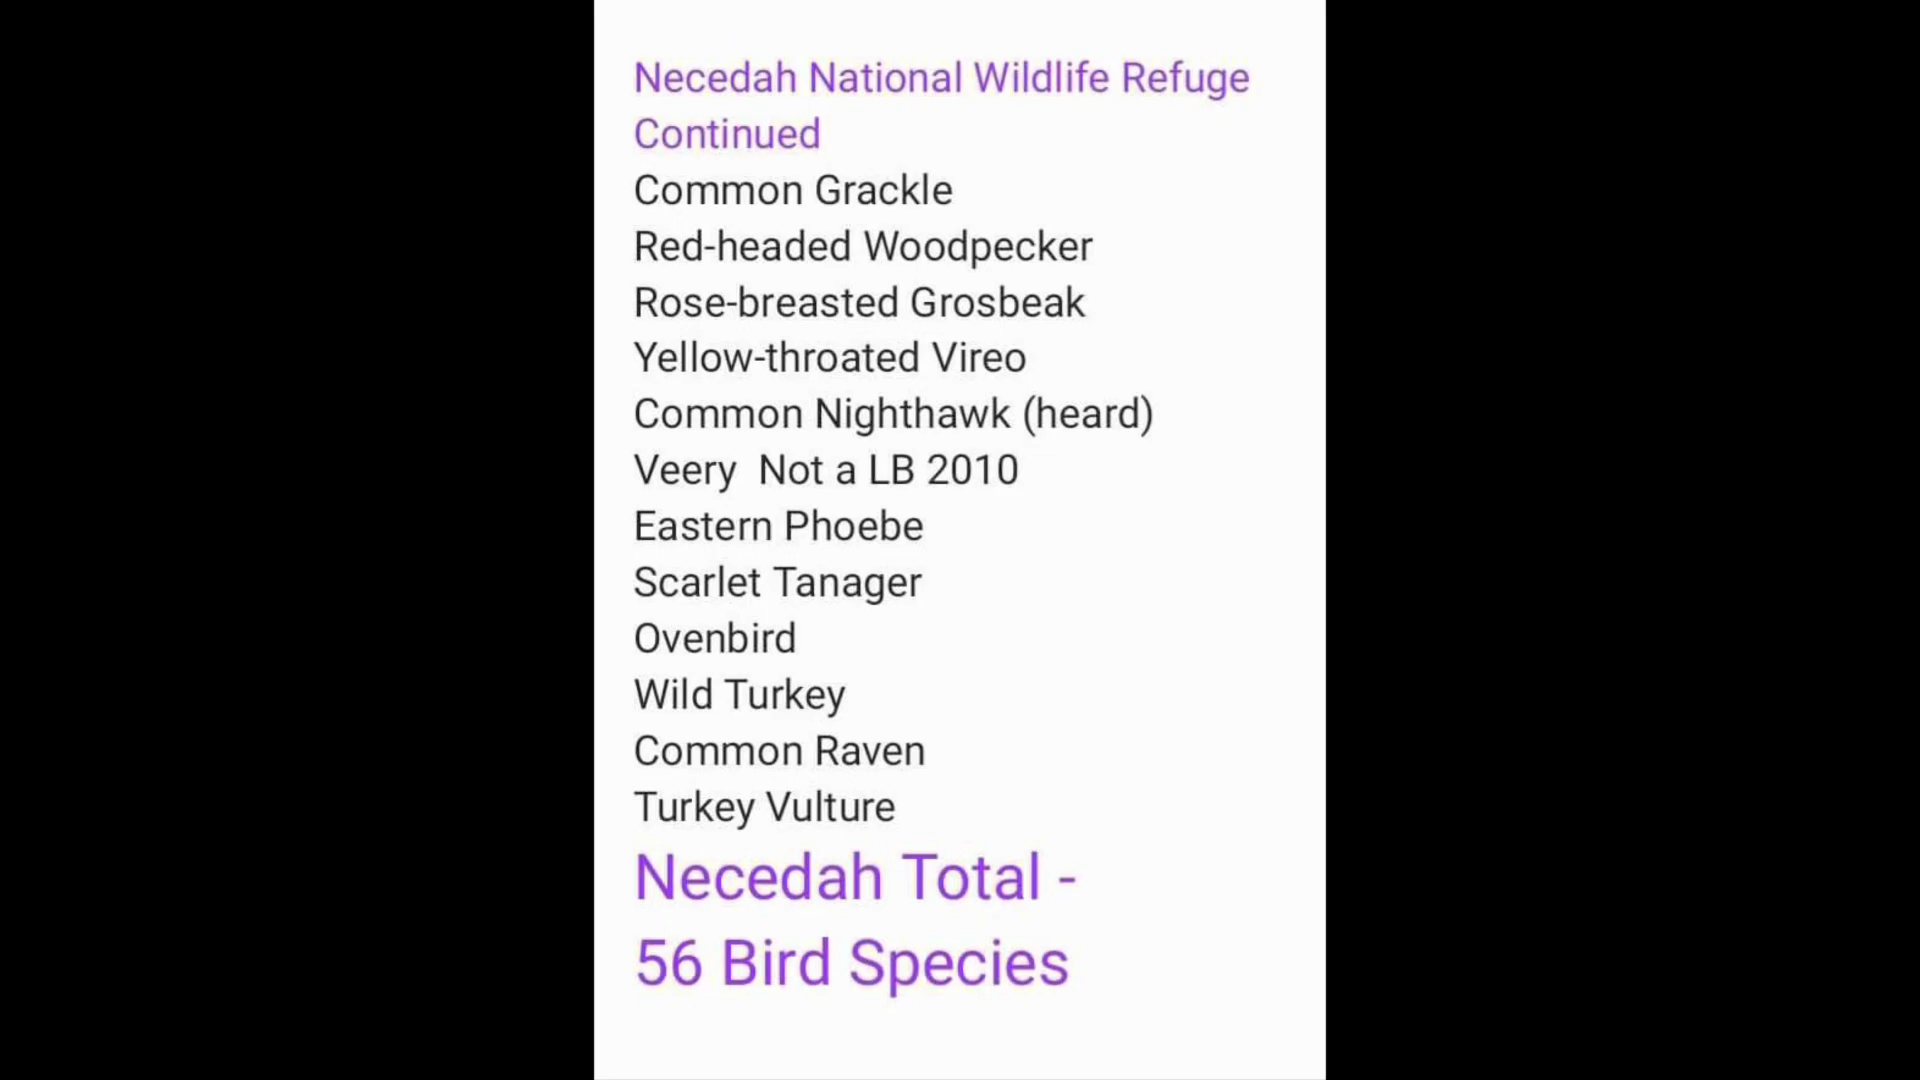 Necedah National Wildlife Refuge
Continued
Common Grackle
Red-headed Woodpecker
Rose-breasted Grosbeak
Yellow-throated Vireo
Common Nighthawk (heard)
Veery  Not a LB 2010
Eastern Phoebe
Scarlet Tanager
Ovenbird
Wild Turkey
Common Raven
Turkey Vulture
Necedah Total -
56 Bird Species